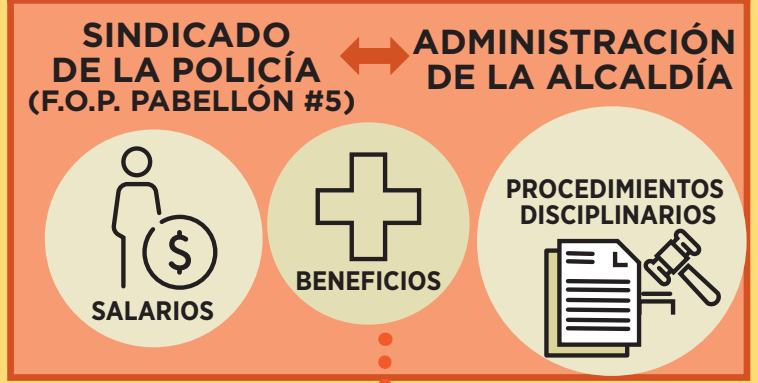 SINDICADO
DE LA POLICÍA
(F.O.P. PABELLÓN #5)
ADMINISTRACIÓN
DE LA ALCALDÍA
$
SALARIOS
BENEFICIOS
PROCEDIMIENTOS
DISCIPLINARIOS